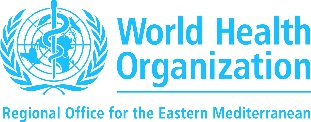 World Health
Organization
Regional Office for the Eastern Mediterranean